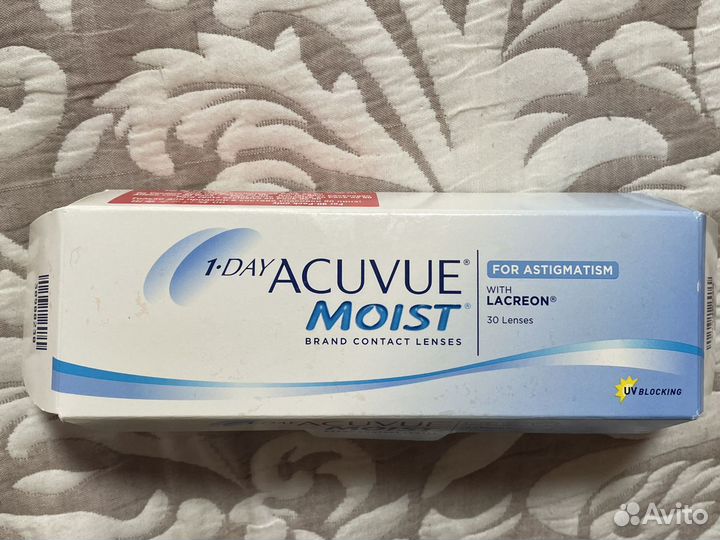 1·DAY ACUVUE®
MOIST®
BRAND CONTACT LENSES
FOR ASTIGMATISM
WITH
LACREON®
30 Lenses
UV BLOCKING
Avito